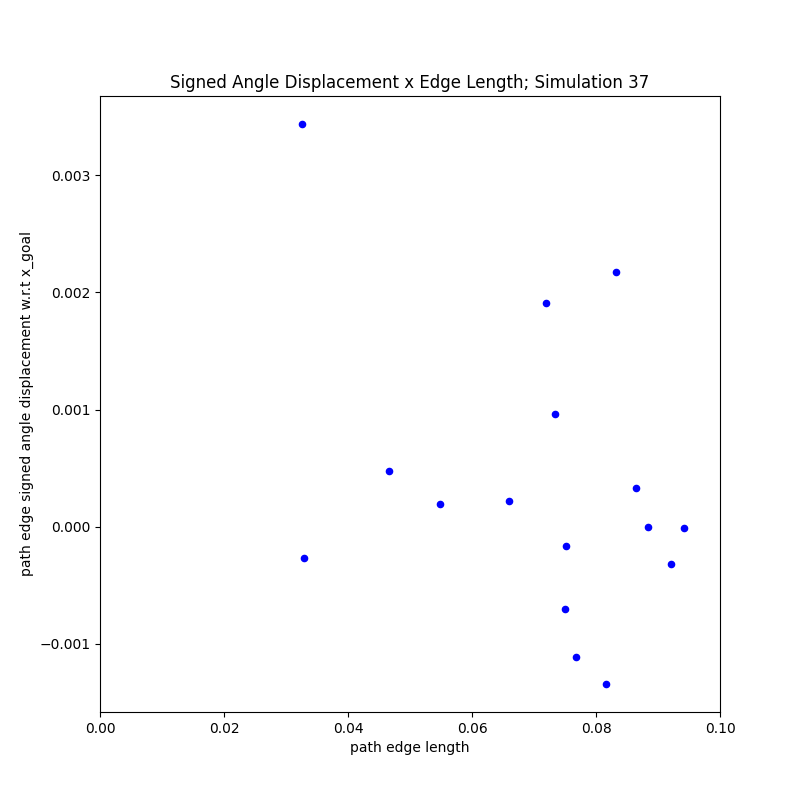 Signed Angle Displacement x Edge Length; Simulation 37
path edge signed angle displacement w.r.t x_goal
0.003
0.002
0.001
0.000
−0.001
0.00 0.02 0.04 0.06 0.08 0.10
path edge length